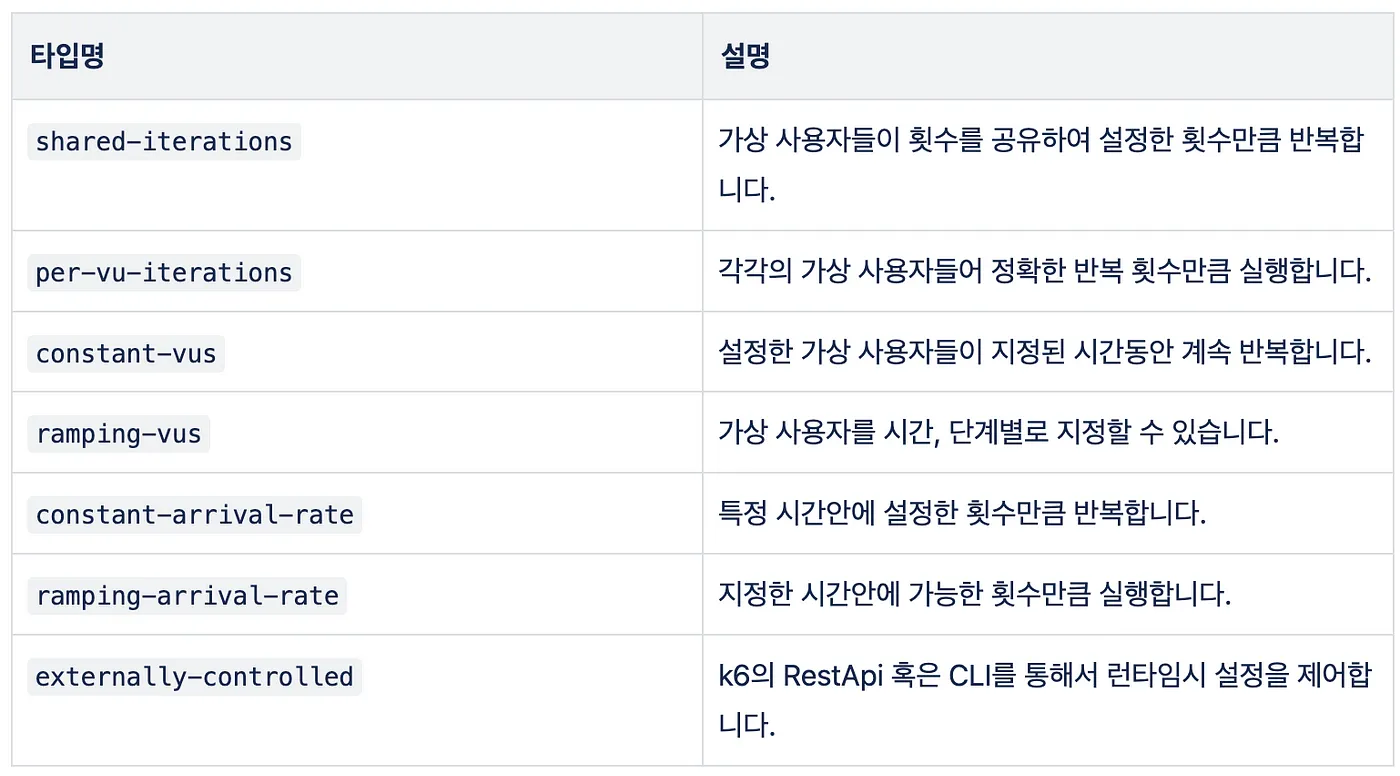 타입명
설명
shared-iterations
가상 사용자들이 횟수를 공유하여 설정한 횟수만큼 반복합
니다.
per-vu-iterations
각각의 가상 사용자들어 정확한 반복 횟수만큼 실행합니다.
constant-vus
설정한 가상 사용자들이 지정된 시간동안 계속 반복합니다.
ramping-vus
가상 사용자를 시간, 단계별로 지정할 수 있습니다.
constant-arrival-rate
특정 시간안에 설정한 횟수만큼 반복합니다.
ramping-arrival-rate
지정한 시간안에 가능한 횟수만큼 실행합니다.
externally-controlled
k6의 RestApi 혹은 CLI를 통해서 런타임시 설정을 제어합
니다.